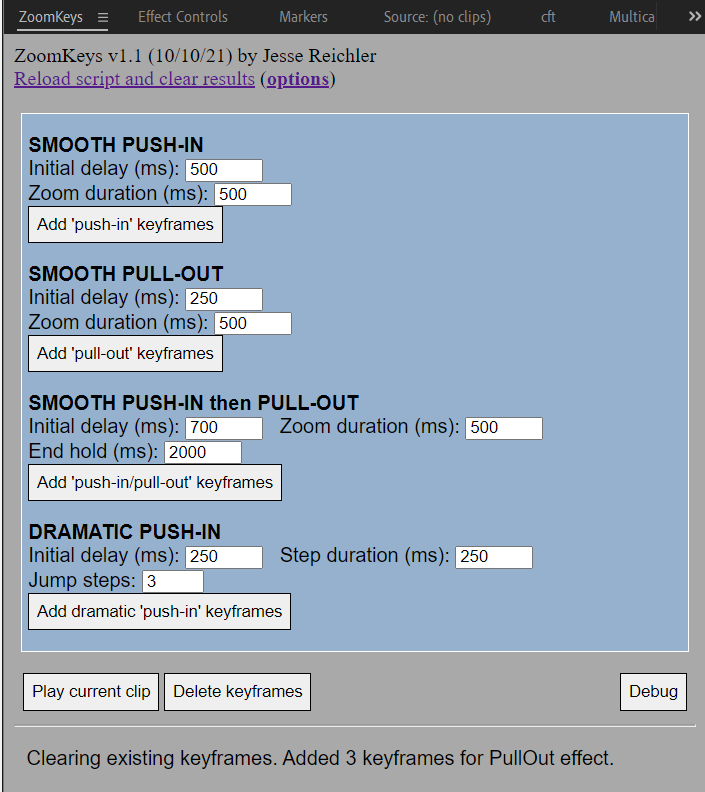 ZoomKeys ☰ Effect Controls Markers Source: (no clips) cft Multica »
ZoomKeys v1.1 (10/10/21) by Jesse Reichler
Reload script and clear results (options)
SMOOTH PUSH-IN
Initial delay (ms): 500
Zoom duration (ms): 500
Add 'push-in' keyframes
SMOOTH PULL-OUT
Initial delay (ms): 250
Zoom duration (ms): 500
Add 'pull-out' keyframes
SMOOTH PUSH-IN then PULL-OUT
Initial delay (ms): 700 Zoom duration (ms): 500
End hold (ms): 2000
Add 'push-in/pull-out' keyframes
DRAMATIC PUSH-IN
Initial delay (ms): 250 Step duration (ms): 250
Jump steps: 3
Add dramatic 'push-in' keyframes
Play current clip Delete keyframes Debug
Clearing existing keyframes. Added 3 keyframes for PullOut effect.